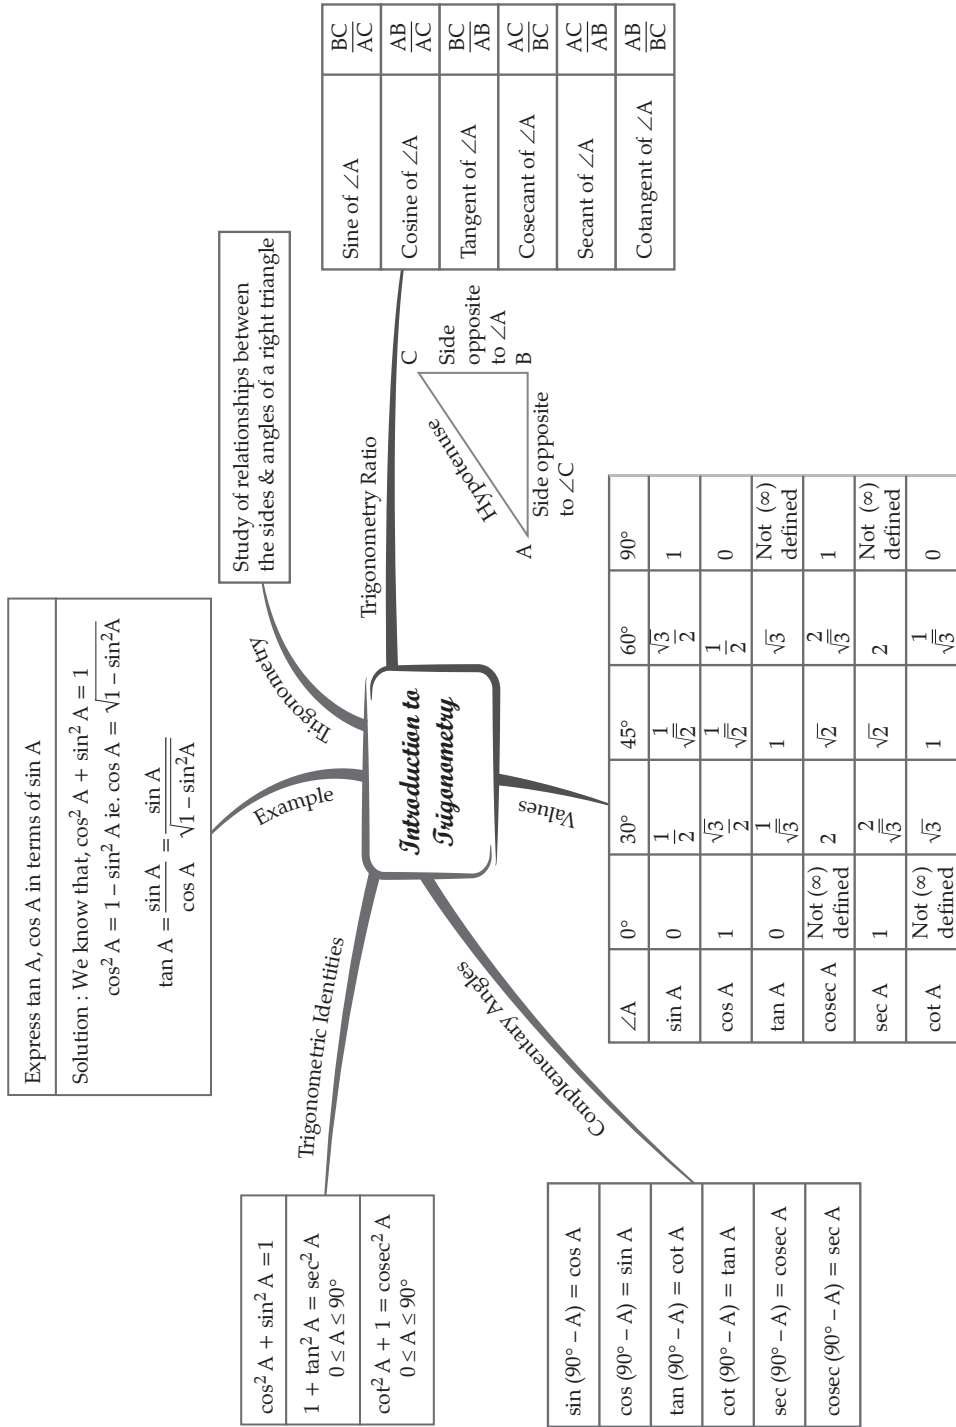 Introduction to
Trigonometry
Trigonometric Identities
cos² A + sin² A = 1
1 + tan² A = sec² A
0 ≤ A ≤ 90°
cot² A + 1 = cosec² A
0 ≤ A ≤ 90°
Example
Express tan A, cos A in terms of sin A
Solution : We know that, cos² A + sin² A = 1
cos² A = 1 – sin² A ie. cos A = √(1 – sin²A)
tan A = sin A / cos A = sin A / √(1 – sin²A)
Trigonometry
Study of relationships between
the sides & angles of a right triangle
Trigonometry Ratio
Sine of ∠A BC/AC
Cosine of ∠A AB/AC
Tangent of ∠A BC/AB
Cosecant of ∠A AC/BC
Secant of ∠A AC/AB
Cotangent of ∠A AB/BC
C
Hypotenuse
Side
opposite
to ∠A
A
B
Side opposite
to ∠C
Values
∠A 0° 30° 45° 60° 90°
sin A 0 1/2 1/√2 √3/2 1
cos A 1 √3/2 1/√2 1/2 0
tan A 0 1/√3 1 √3 Not (∞) defined
cosec A Not (∞) defined 2 √2 2/√3 1
sec A 1 2/√3 √2 2 Not (∞) defined
cot A Not (∞) defined √3 1 1/√3 0
Complementary Angles
sin (90° – A) = cos A
cos (90° – A) = sin A
tan (90° – A) = cot A
cot (90° – A) = tan A
sec (90° – A) = cosec A
cosec (90° – A) = sec A